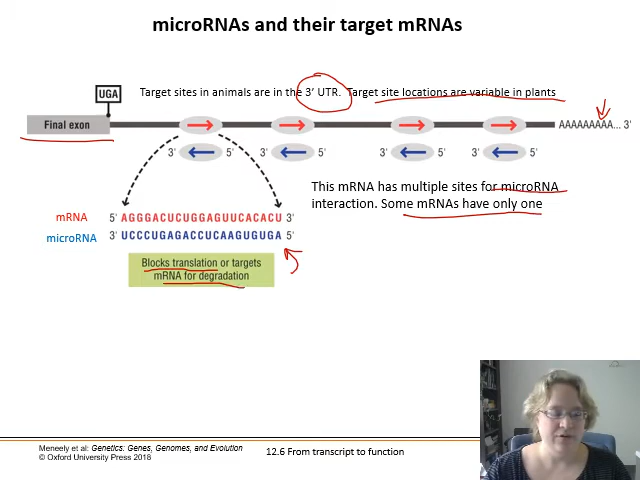 microRNAs and their target mRNAs
UGA
Target sites in animals are in the 3' UTR. Target site locations are variable in plants
Final exon
AAAAAAAAA... 3'
3' 5' 3' 5' 3' 5' 3' 5'
This mRNA has multiple sites for microRNA
interaction. Some mRNAs have only one
mRNA 5' AGGGACUCUGGAGUUCACACU 3'
microRNA 3' UCCCUGAGACCUCAAGUGUGA 5'
Blocks translation or targets
mRNA for degradation
Meneely et al: Genetics: Genes, Genomes, and Evolution
© Oxford University Press 2018
12.6 From transcript to function